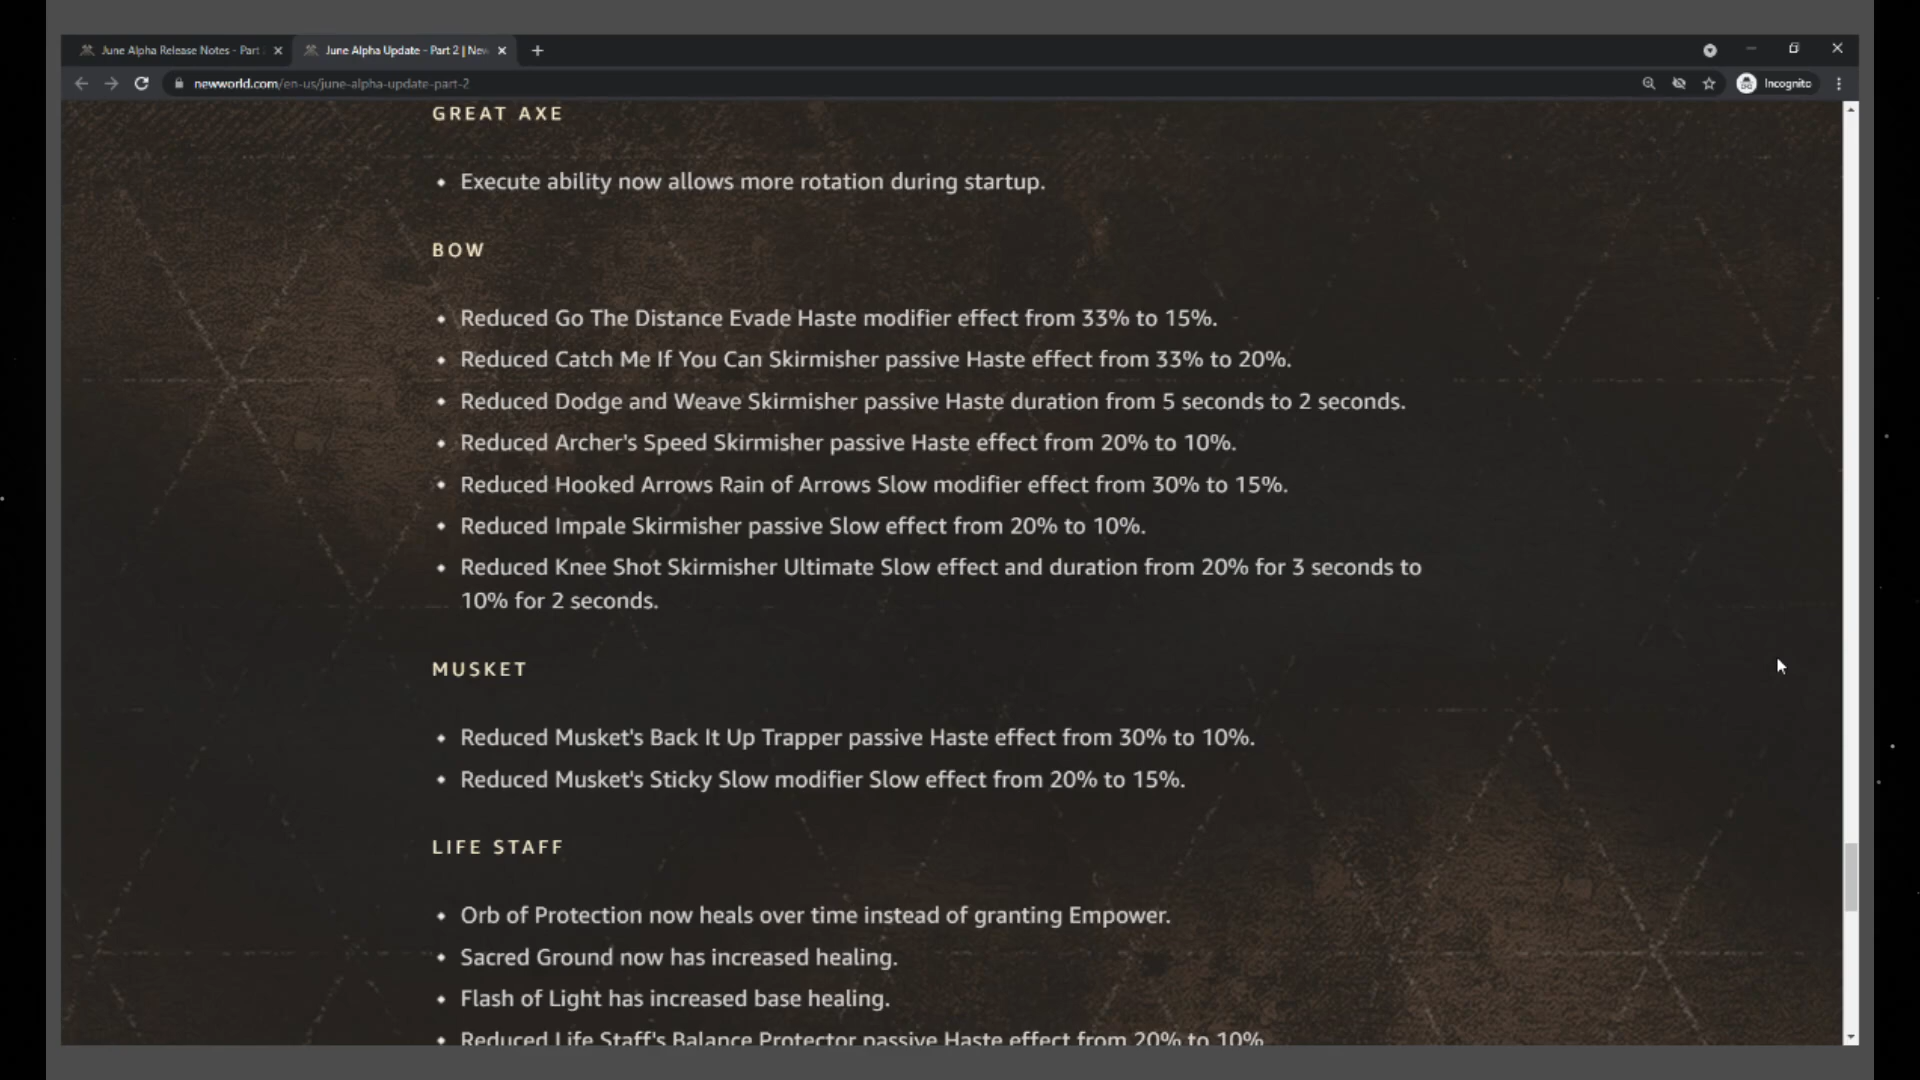 June Alpha Release Notes - Part
June Alpha Update - Part 2 | New
newworld.com/en-us/june-alpha-update-part-2
Incognito
GREAT AXE
Execute ability now allows more rotation during startup.
BOW
Reduced Go The Distance Evade Haste modifier effect from 33% to 15%.
Reduced Catch Me If You Can Skirmisher passive Haste effect from 33% to 20%.
Reduced Dodge and Weave Skirmisher passive Haste duration from 5 seconds to 2 seconds.
Reduced Archer's Speed Skirmisher passive Haste effect from 20% to 10%.
Reduced Hooked Arrows Rain of Arrows Slow modifier effect from 30% to 15%.
Reduced Impale Skirmisher passive Slow effect from 20% to 10%.
Reduced Knee Shot Skirmisher Ultimate Slow effect and duration from 20% for 3 seconds to
10% for 2 seconds.
MUSKET
Reduced Musket's Back It Up Trapper passive Haste effect from 30% to 10%.
Reduced Musket's Sticky Slow modifier Slow effect from 20% to 15%.
LIFE STAFF
Orb of Protection now heals over time instead of granting Empower.
Sacred Ground now has increased healing.
Flash of Light has increased base healing.
Reduced Life Staff's Balance Protector passive Haste effect from 20% to 10%